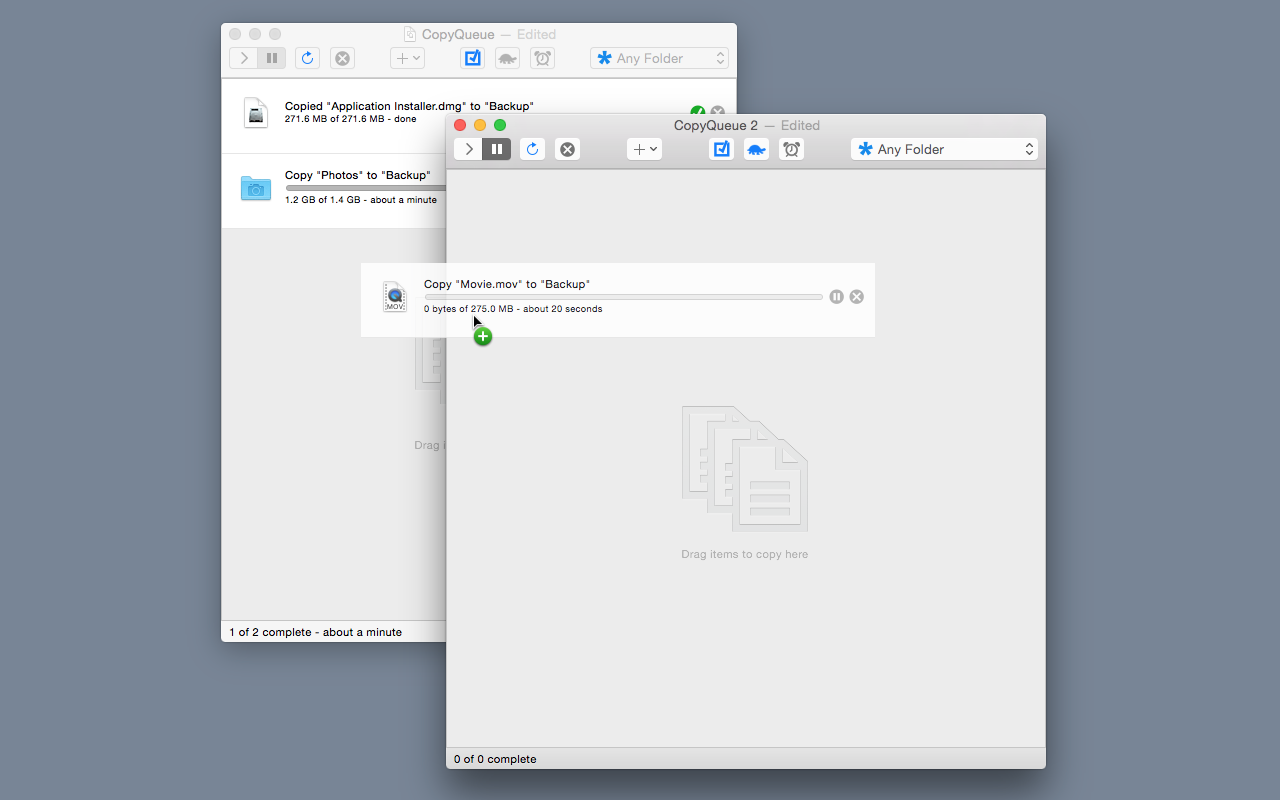 CopyQueue — Edited
Any Folder
Copied "Application Installer.dmg" to "Backup"
271.6 MB of 271.6 MB - done
Copy "Photos" to "Backup"
1.2 GB of 1.4 GB - about a minute
Drag i
1 of 2 complete - about a minute
CopyQueue 2 — Edited
Any Folder
MOV
Copy "Movie.mov" to "Backup"
0 bytes of 275.0 MB - about 20 seconds
Drag items to copy here
0 of 0 complete